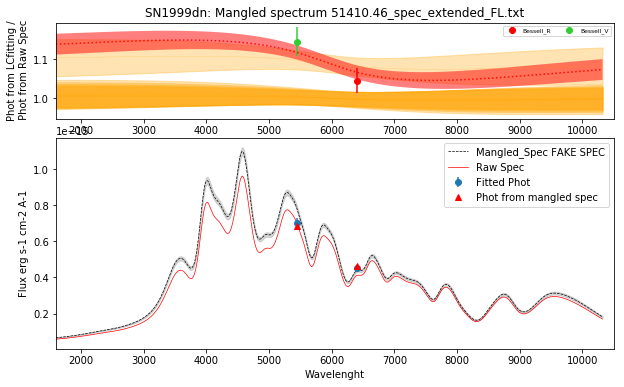 SN1999dn: Mangled spectrum 51410.46_spec_extended_FL.txt
Phot from LCfitting /
Phot from Raw Spec
1.1
1.0
Bessell_R
Bessell_V
2000 3000 4000 5000 6000 7000 8000 9000 10000
Flux erg s-1 cm-2 A-1
1.0
0.8
0.6
0.4
0.2
Mangled_Spec FAKE SPEC
Raw Spec
Fitted Phot
Phot from mangled spec
2000 3000 4000 5000 6000 7000 8000 9000 10000
Wavelenght